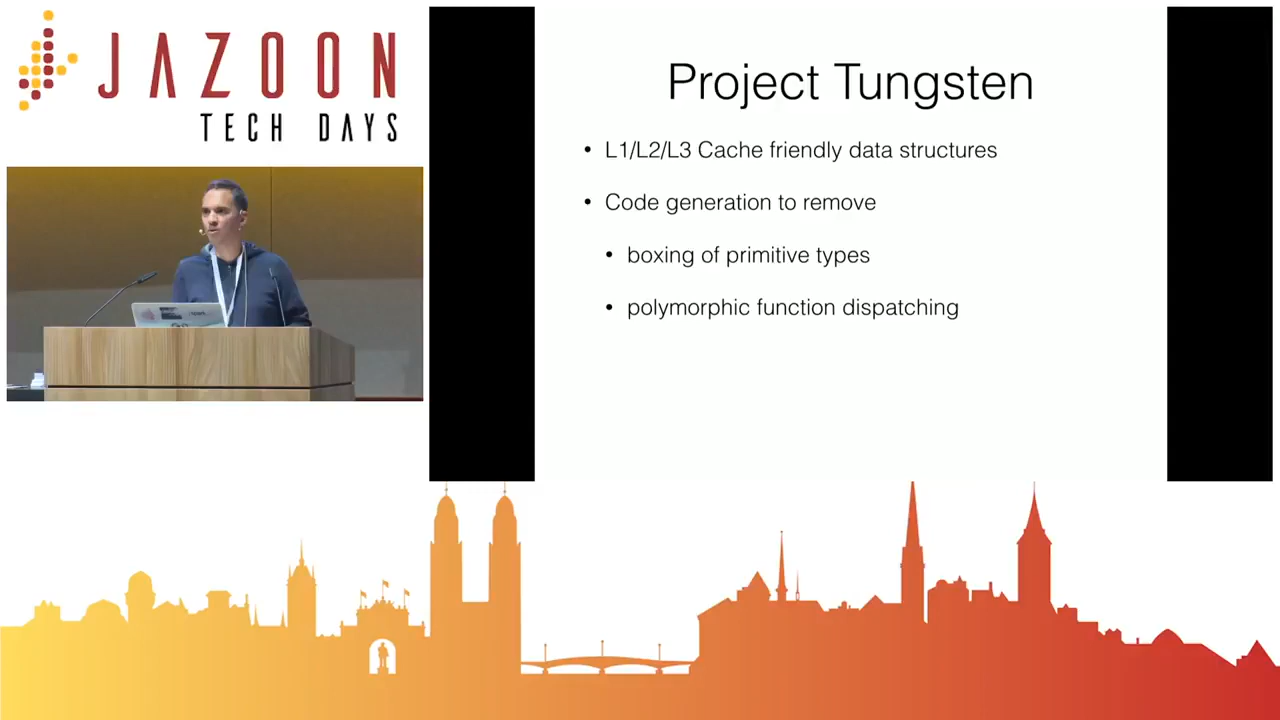 JAZOON
TECH DAYS
Project Tungsten
• L1/L2/L3 Cache friendly data structures
• Code generation to remove
• boxing of primitive types
• polymorphic function dispatching